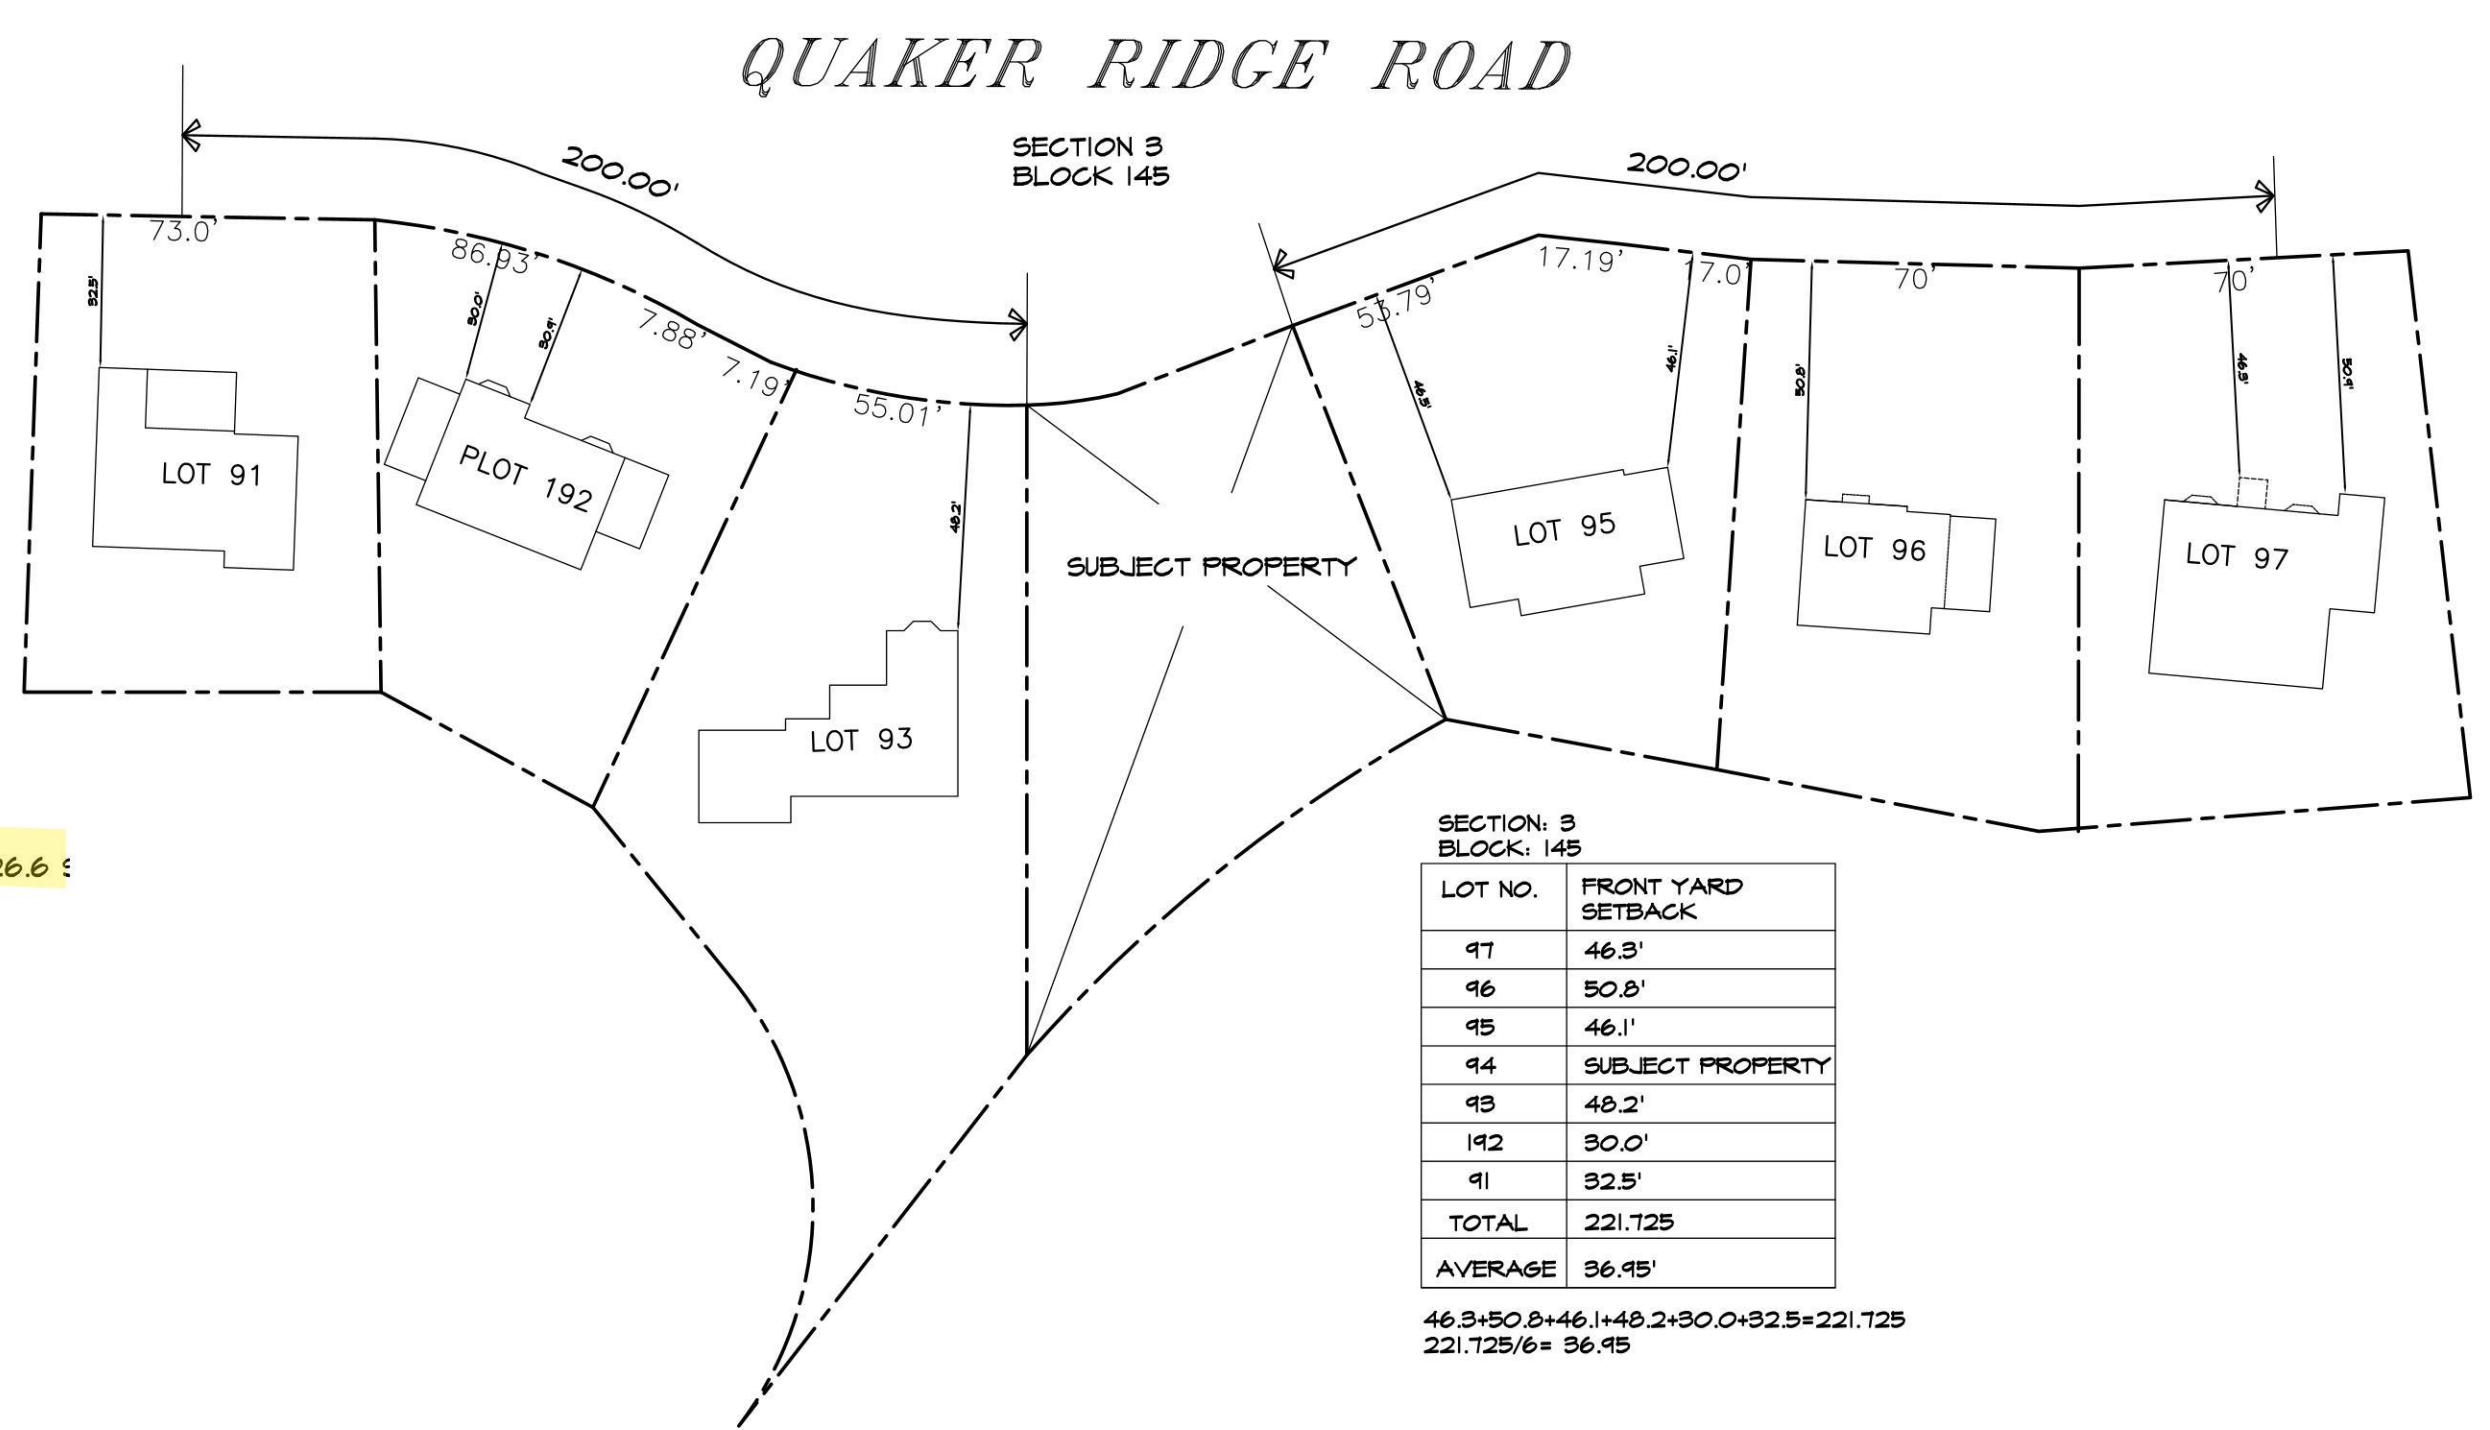 QUAKER RIDGE ROAD
SECTION 3
BLOCK 145
200.00'
200.00'
73.0'
86.93'
7.88'
7.19'
55.01'
53.79'
17.19'
17.0'
70'
70'
32.5'
30.0'
30.9'
48.2'
46.5'
46.1'
50.8'
46.3'
50.9'
LOT 91
PLOT 192
LOT 93
SUBJECT PROPERTY
LOT 95
LOT 96
LOT 97
26.6
SECTION: 3
BLOCK: 145
LOT NO. FRONT YARD
SETBACK
97 46.3'
96 50.8'
95 46.1'
94 SUBJECT PROPERTY
93 48.2'
192 30.0'
91 32.5'
TOTAL 221.725
AVERAGE 36.95'
46.3+50.8+46.1+48.2+30.0+32.5=221.725
221.725/6= 36.95